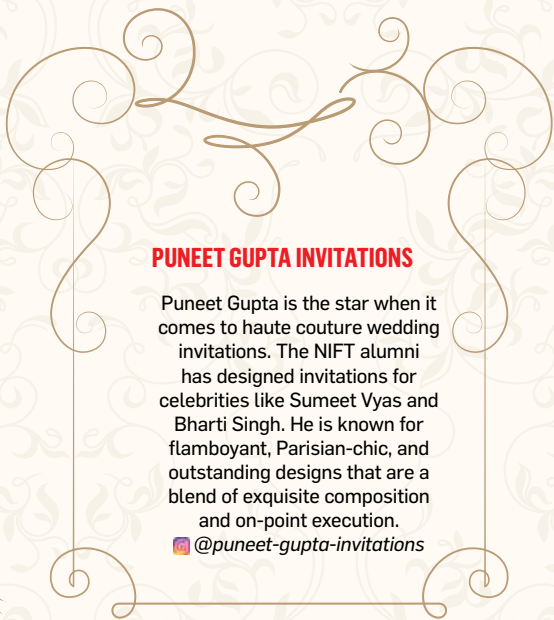 PUNEET GUPTA INVITATIONS
Puneet Gupta is the star when it
comes to haute couture wedding
invitations. The NIFT alumni
has designed invitations for
celebrities like Sumeet Vyas and
Bharti Singh. He is known for
flamboyant, Parisian-chic, and
outstanding designs that are a
blend of exquisite composition
and on-point execution.
@puneet-gupta-invitations